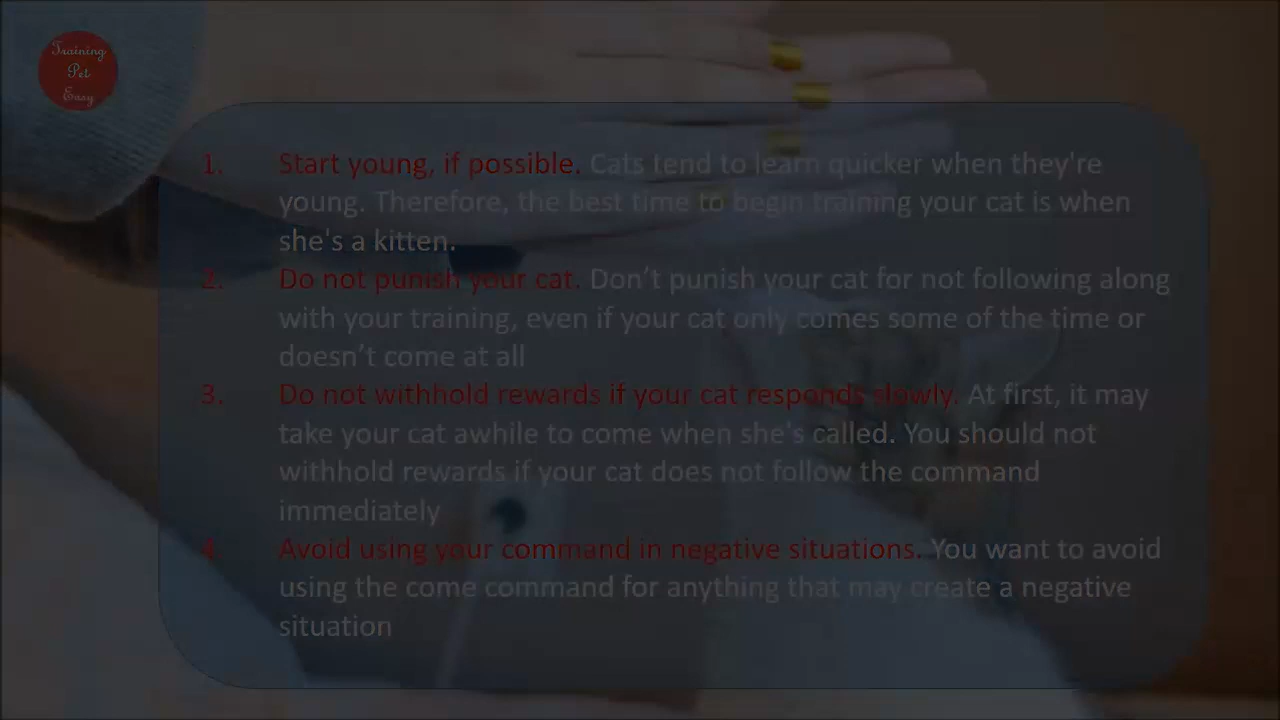 Training
Pet
Easy
1. Start young, if possible. Cats tend to learn quicker when they're
young. Therefore, the best time to begin training your cat is when
she's a kitten.
2. Do not punish your cat. Don’t punish your cat for not following along
with your training, even if your cat only comes some of the time or
doesn’t come at all
3. Do not withhold rewards if your cat responds slowly. At first, it may
take your cat awhile to come when she's called. You should not
withhold rewards if your cat does not follow the command
immediately
4. Avoid using your command in negative situations. You want to avoid
using the come command for anything that may create a negative
situation